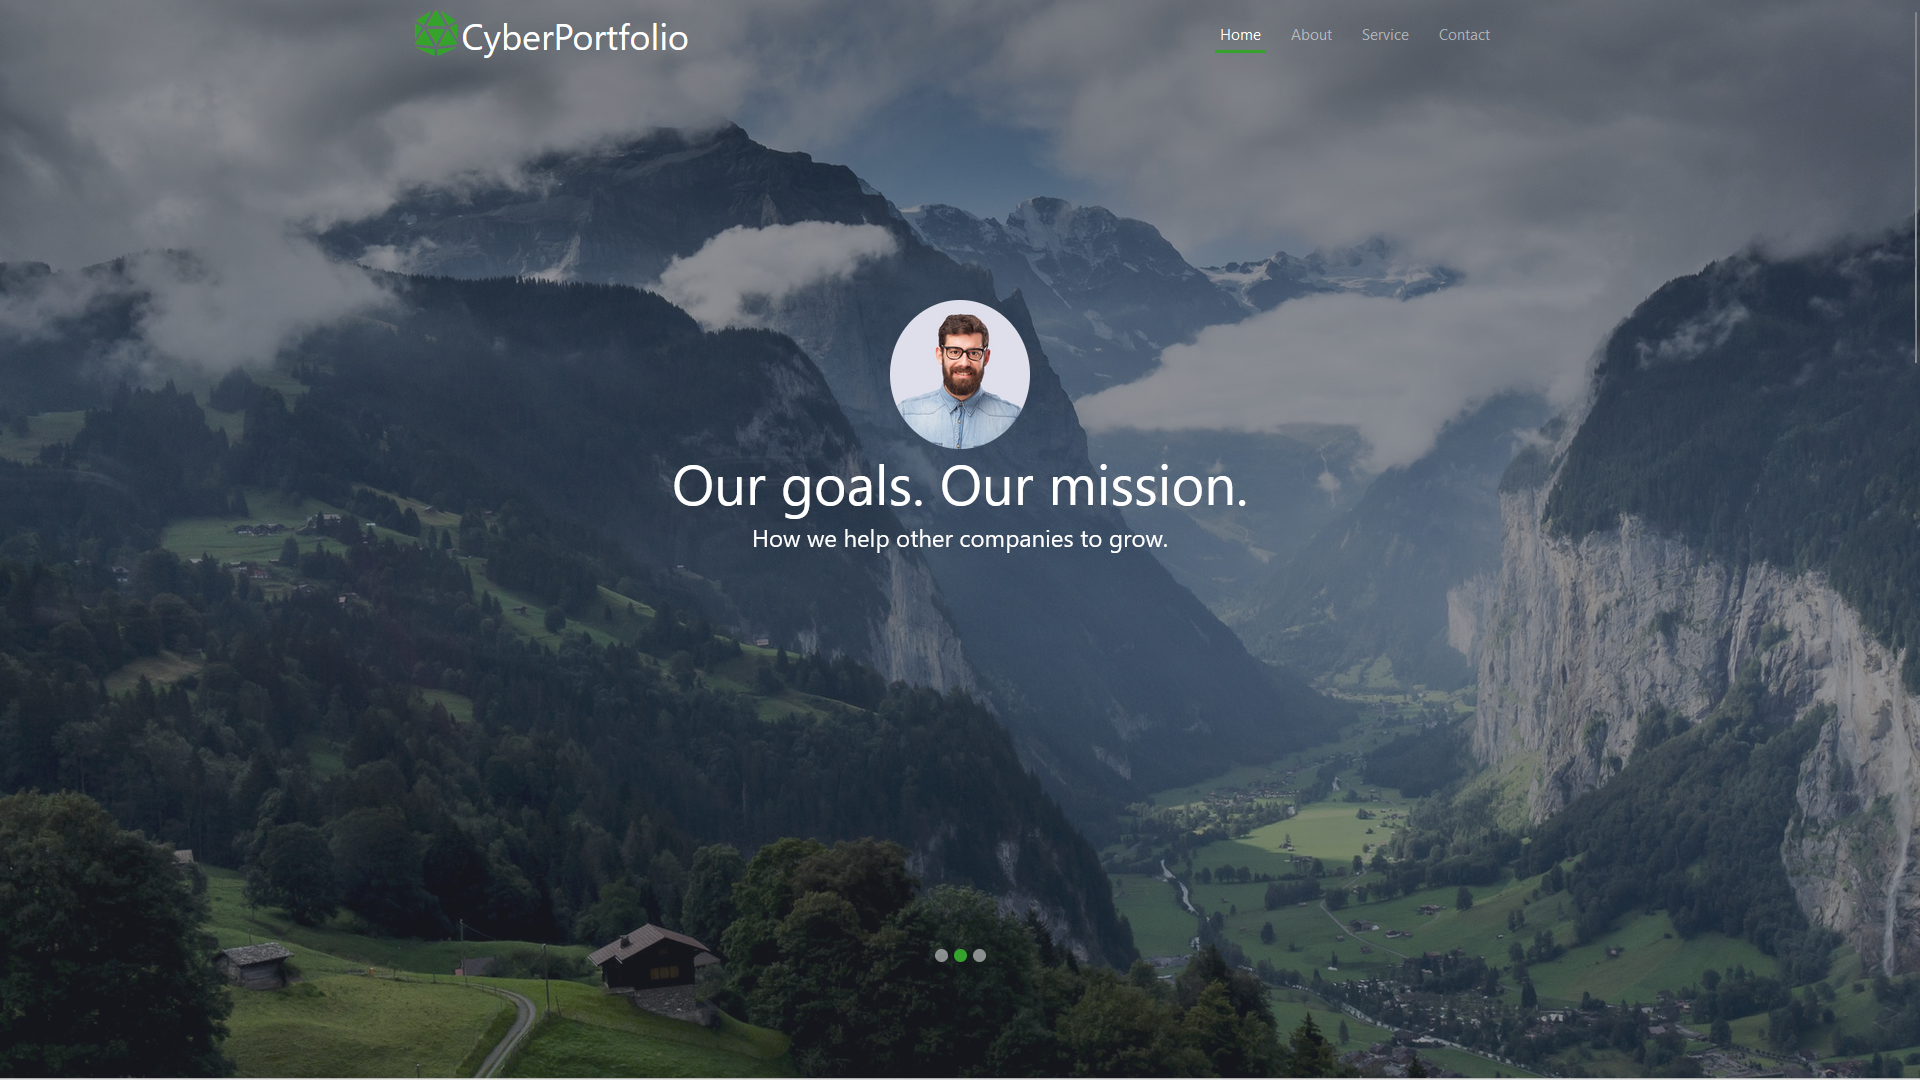 CyberPortfolio
Home About Service Contact
Our goals. Our mission.
How we help other companies to grow.